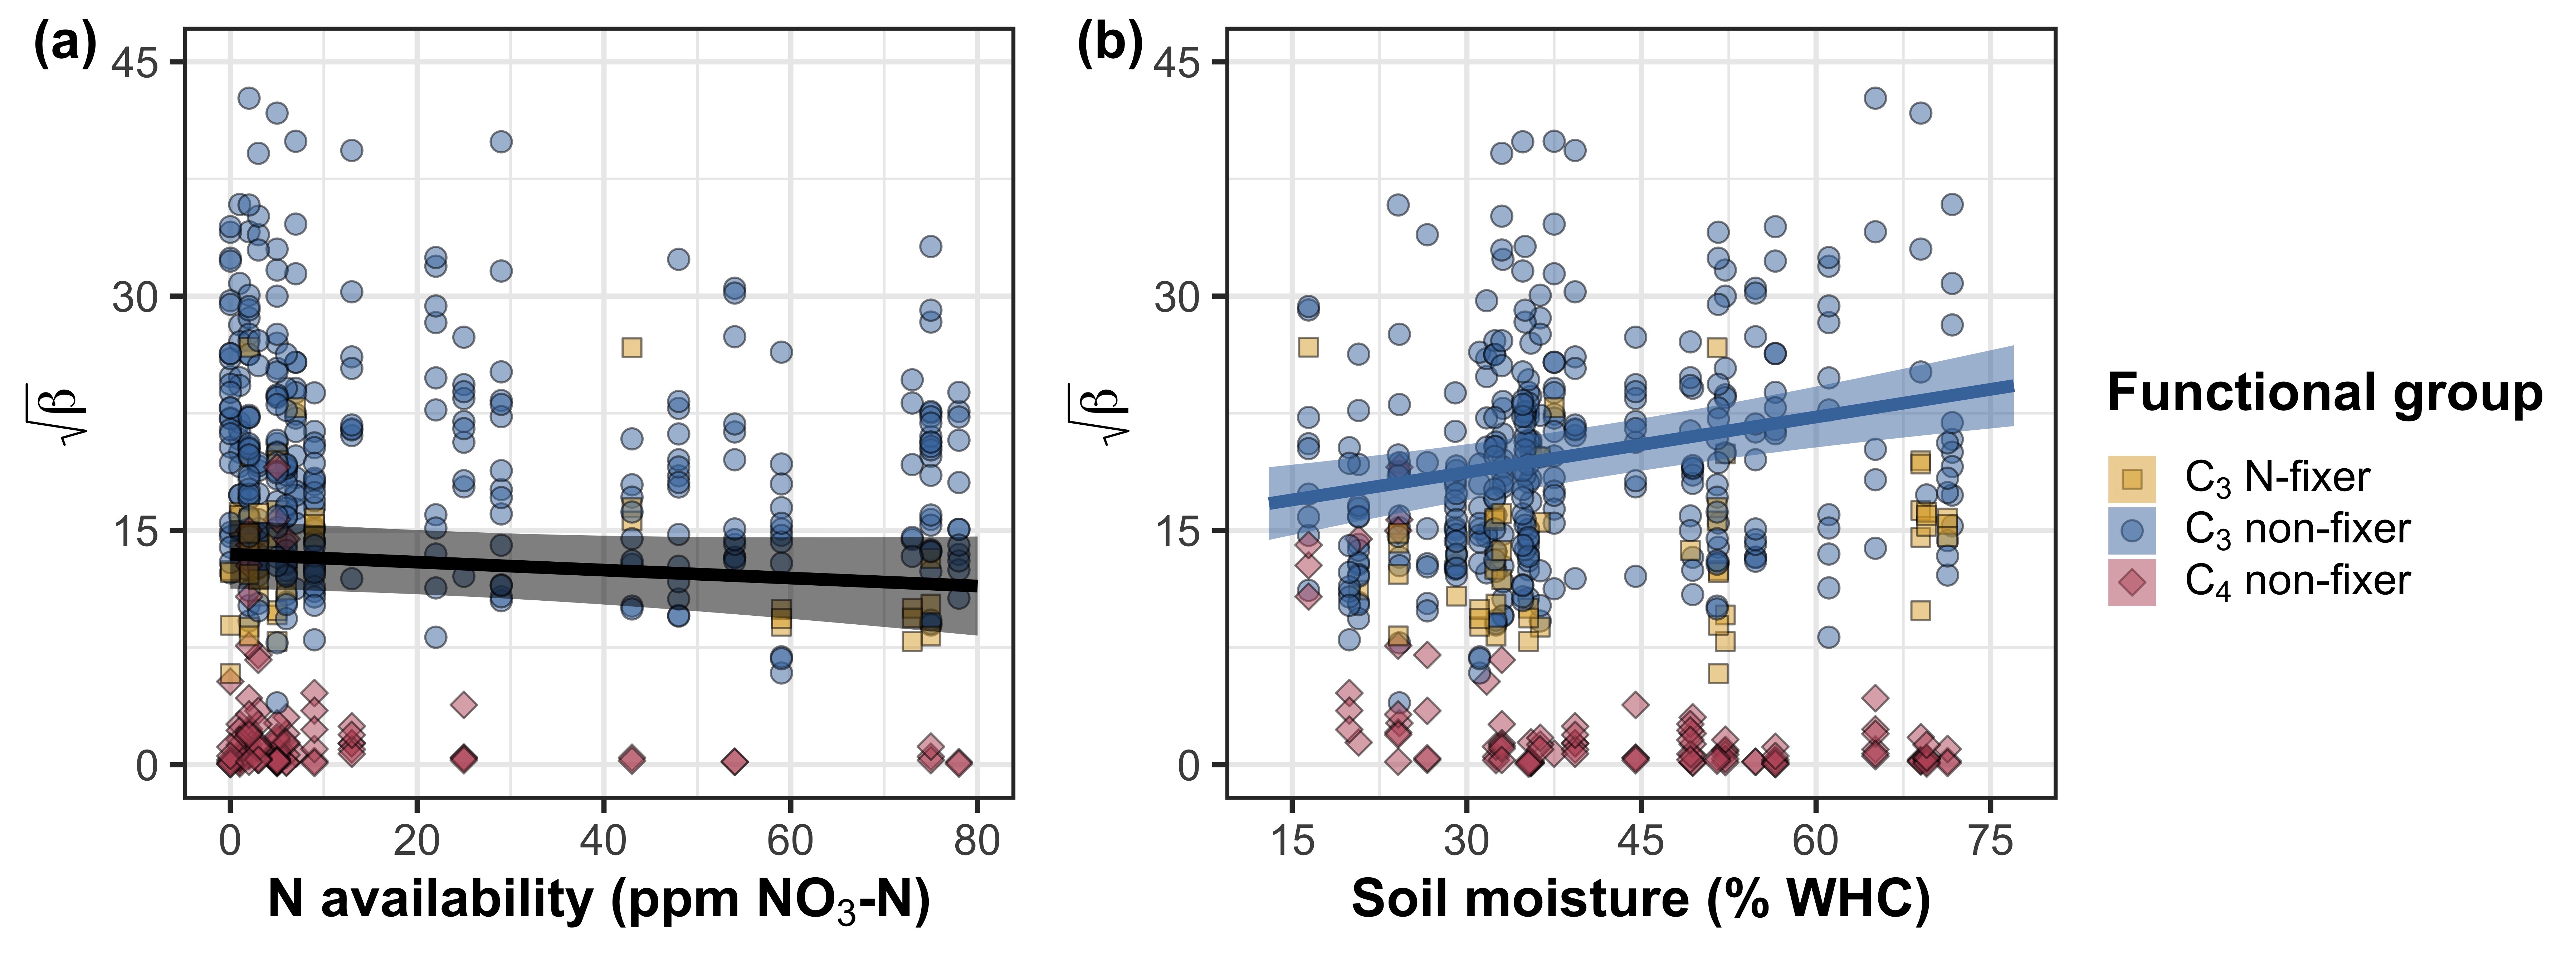 (a)
45
30
15
0
√β
0 20 40 60 80
N availability (ppm NO₃-N)
(b)
45
30
15
0
√β
15 30 45 60 75
Soil moisture (% WHC)
Functional group
C₃ N-fixer
C₃ non-fixer
C₄ non-fixer